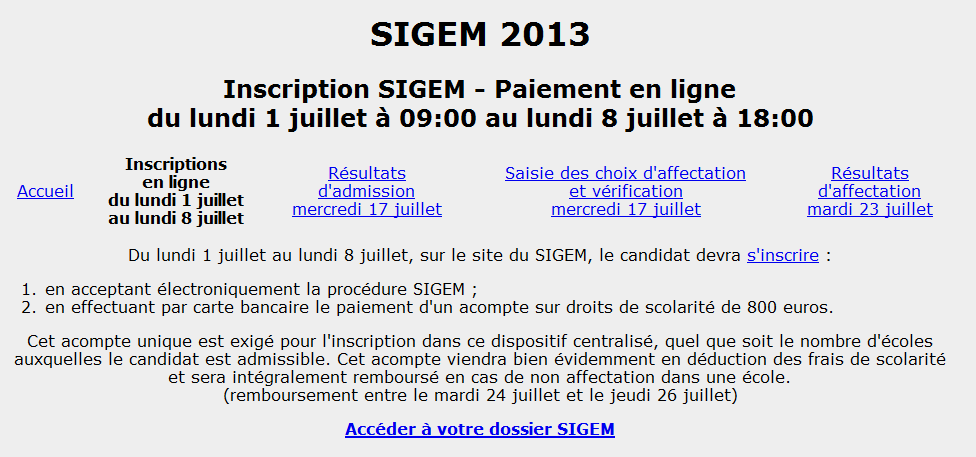 SIGEM 2013
Inscription SIGEM - Paiement en ligne
du lundi 1 juillet à 09:00 au lundi 8 juillet à 18:00
Accueil
Inscriptions
en ligne
du lundi 1 juillet
au lundi 8 juillet
Résultats
d'admission
mercredi 17 juillet
Saisie des choix d'affectation
et vérification
mercredi 17 juillet
Résultats
d'affectation
mardi 23 juillet
Du lundi 1 juillet au lundi 8 juillet, sur le site du SIGEM, le candidat devra s'inscrire :
1. en acceptant électroniquement la procédure SIGEM ;
2. en effectuant par carte bancaire le paiement d'un acompte sur droits de scolarité de 800 euros.
Cet acompte unique est exigé pour l'inscription dans ce dispositif centralisé, quel que soit le nombre d'écoles
auxquelles le candidat est admissible. Cet acompte viendra bien évidemment en déduction des frais de scolarité
et sera intégralement remboursé en cas de non affectation dans une école.
(remboursement entre le mardi 24 juillet et le jeudi 26 juillet)
Accéder à votre dossier SIGEM